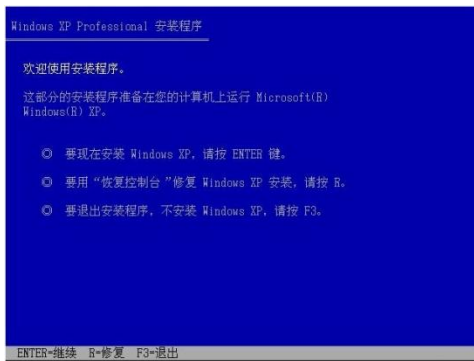 Windows XP Professional 安装程序
欢迎使用安装程序。
这部分的安装程序准备在您的计算机上运行 Microsoft(R)
Windows(R) XP。
◎ 要现在安装 Windows XP, 请按 ENTER 键。
◎ 要用“恢复控制台”修复 Windows XP 安装, 请按 R。
◎ 要退出安装程序, 不安装 Windows XP, 请按 F3。
ENTER=继续 R=修复 F3=退出